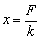 x = F/k